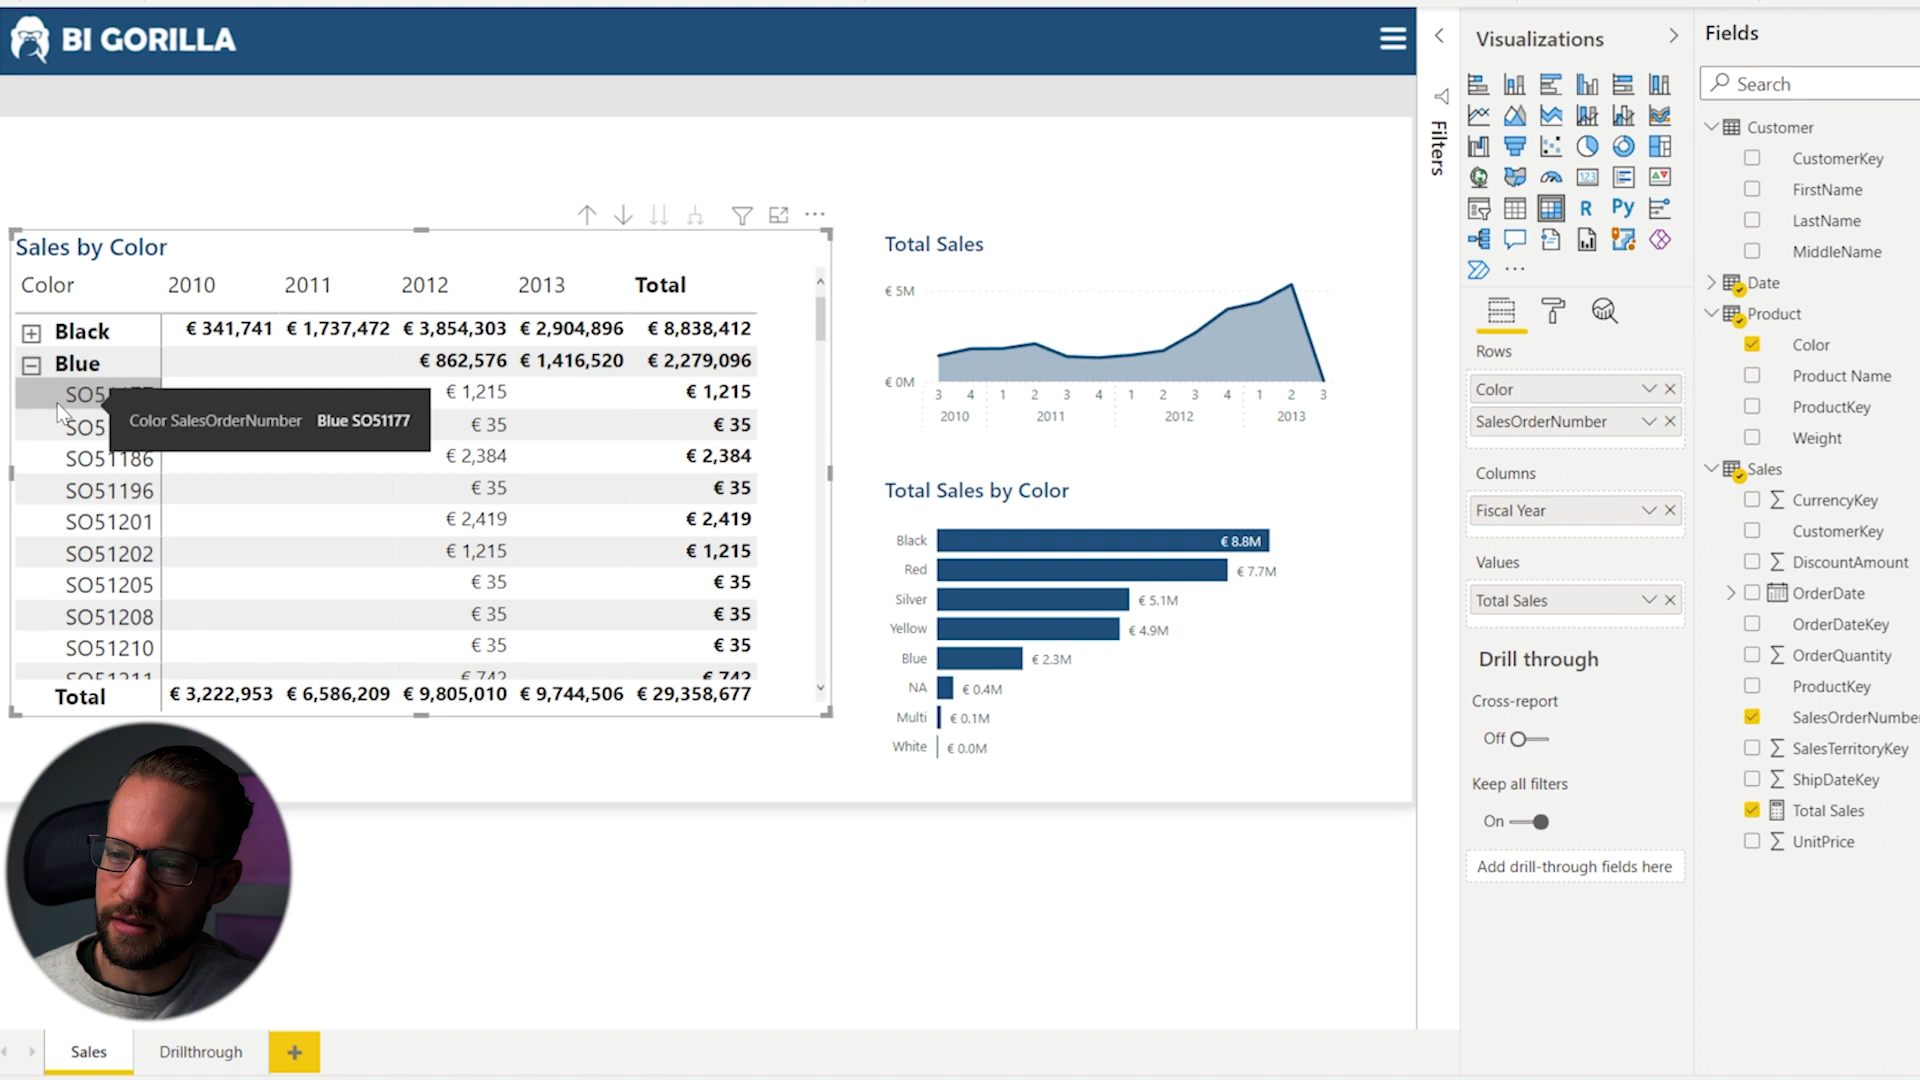 BI GORILLA
Sales by Color
Color 2010 2011 2012 2013 Total
Black € 341,741 € 1,737,472 € 3,854,303 € 2,904,896 € 8,838,412
Blue € 862,576 € 1,416,520 € 2,279,096
€ 1,215 € 1,215
Color SalesOrderNumber Blue SO51177
€ 35 € 35
SO51186 € 2,384 € 2,384
SO51196 € 35 € 35
SO51201 € 2,419 € 2,419
SO51202 € 1,215 € 1,215
SO51205 € 35 € 35
SO51208 € 35 € 35
SO51210 € 35 € 35
SO51211 € 742 € 742
Total € 3,222,953 € 6,586,209 € 9,805,010 € 9,744,506 € 29,358,677
Total Sales
€ 5M
€ 0M
3 4 1 2 3 4 1 2 3 4 1 2 3
2010 2011 2012 2013
Total Sales by Color
Black € 8.8M
Red € 7.7M
Silver € 5.1M
Yellow € 4.9M
Blue € 2.3M
NA € 0.4M
Multi € 0.1M
White € 0.0M
Filters
Visualizations
123
R Py
Rows
Color
SalesOrderNumber
Columns
Fiscal Year
Values
Total Sales
Drill through
Cross-report
Off
Keep all filters
On
Add drill-through fields here
Fields
Search
Customer
CustomerKey
FirstName
LastName
MiddleName
Date
Product
Color
Product Name
ProductKey
Weight
Sales
CurrencyKey
CustomerKey
DiscountAmount
OrderDate
OrderDateKey
OrderQuantity
ProductKey
SalesOrderNumber
SalesTerritoryKey
ShipDateKey
Total Sales
UnitPrice
Sales
Drillthrough